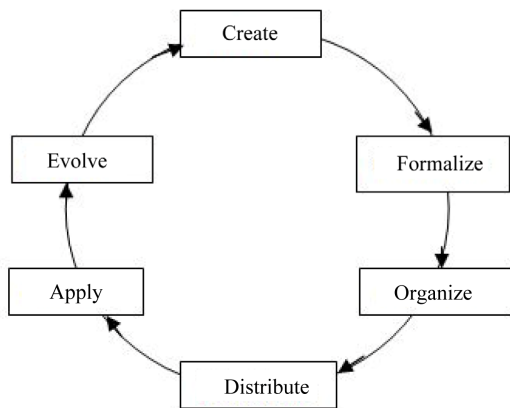 Create
Formalize
Organize
Distribute
Apply
Evolve